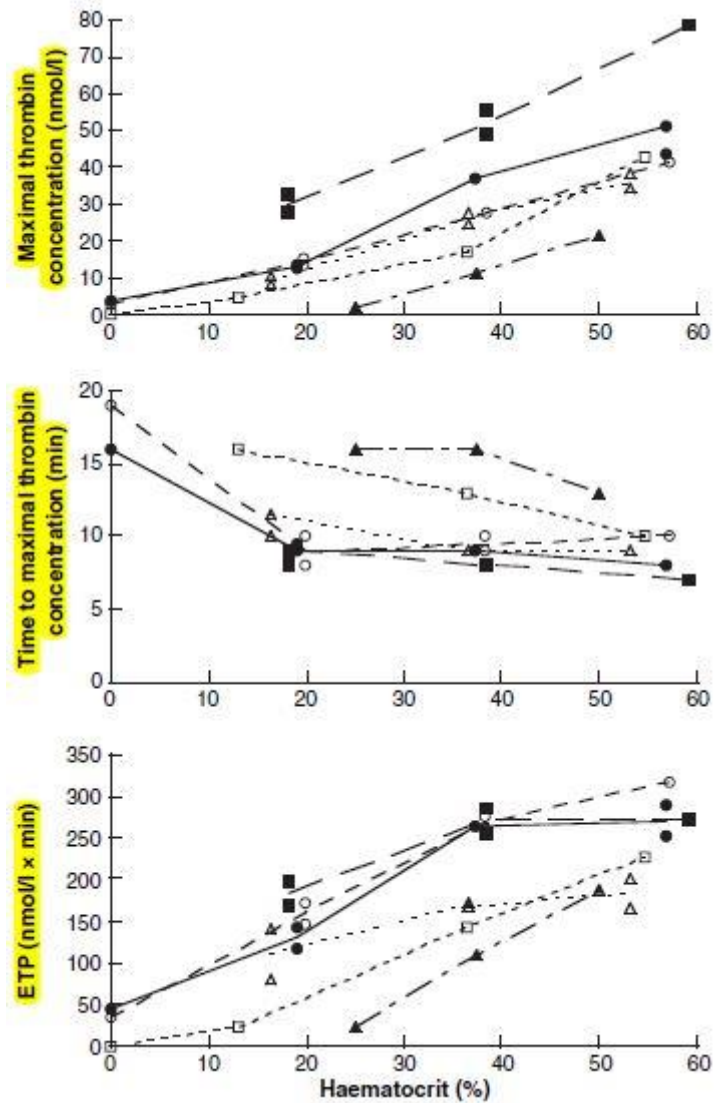 Maximal thrombin
concentration (nmol/l)
80
70
60
50
40
30
20
10
0
0 10 20 30 40 50 60
Time to maximal thrombin
concentration (min)
20
15
10
5
0
0 10 20 30 40 50 60
ETP (nmol/l × min)
350
300
250
200
150
100
50
0
0 10 20 30 40 50 60
Haematocrit (%)